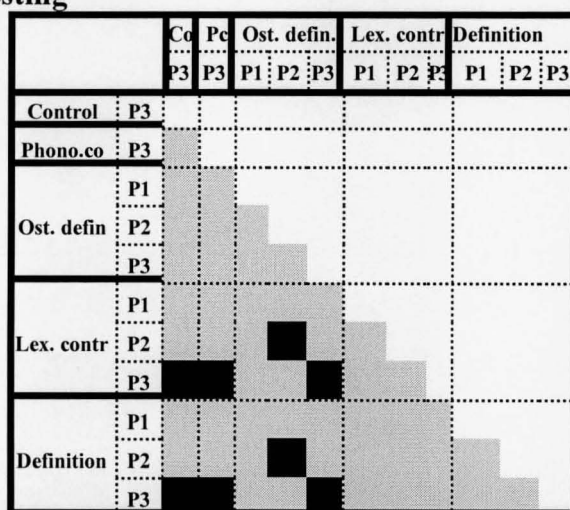 Co Pc Ost. defin. Lex. contr Definition
P3 P3 P1 P2 P3 P1 P2 P3 P1 P2 P3
Control P3
Phono.co P3
P1
Ost. defin P2
P3
P1
Lex. contr P2
P3
P1
Definition P2
P3